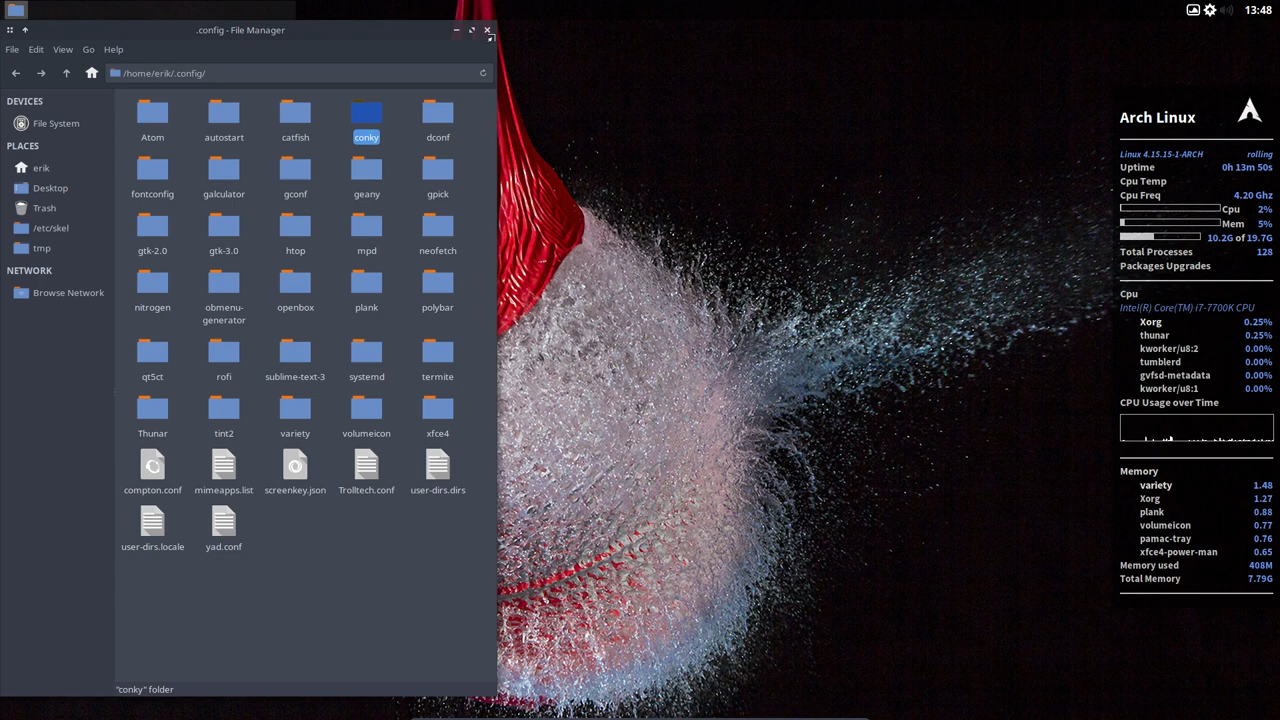 13:48
.config - File Manager
File Edit View Go Help
/home/erik/.config/
DEVICES
File System
PLACES
erik
Desktop
Trash
/etc/skel
tmp
NETWORK
Browse Network
Atom autostart catfish conky dconf
fontconfig galculator gconf geany gpick
gtk-2.0 gtk-3.0 htop mpd neofetch
nitrogen obmenu-generator openbox plank polybar
qt5ct rofi sublime-text-3 systemd termite
Thunar tint2 variety volumeicon xfce4
compton.conf mimeapps.list screenkey.json Trolltech.conf user-dirs.dirs
user-dirs.locale yad.conf
"conky" folder
Arch Linux
Linux 4.15.15-1-ARCH rolling
Uptime 0h 13m 50s
Cpu Temp
Cpu Freq 4.20 Ghz
Cpu 2%
Mem 5%
10.2G of 19.7G
Total Processes 128
Packages Upgrades
Cpu
Intel(R) Core(TM) i7-7700K CPU
Xorg 0.25%
thunar 0.25%
kworker/u8:2 0.00%
tumblerd 0.00%
gvfsd-metadata 0.00%
kworker/u8:1 0.00%
CPU Usage over Time
Memory
variety 1.48
Xorg 1.27
plank 0.88
volumeicon 0.77
pamac-tray 0.76
xfce4-power-man 0.65
Memory used 408M
Total Memory 7.79G